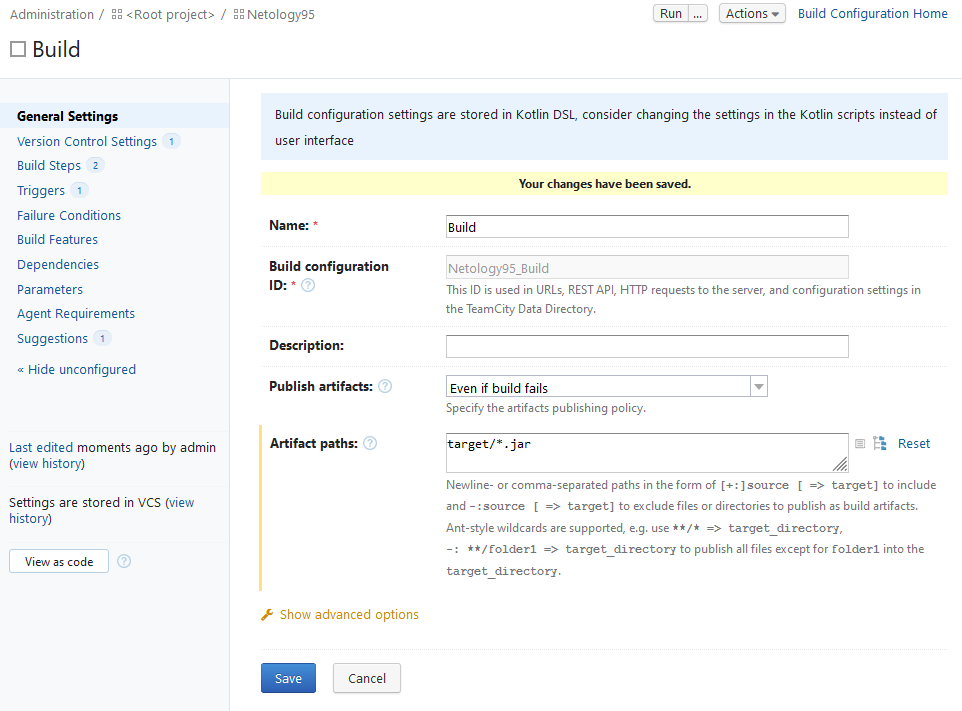 Administration / <Root project> / Netology95
Run ... Actions Build Configuration Home
Build
General Settings
Version Control Settings 1
Build Steps 2
Triggers 1
Failure Conditions
Build Features
Dependencies
Parameters
Agent Requirements
Suggestions 1
« Hide unconfigured
Last edited moments ago by admin
(view history)
Settings are stored in VCS (view
history)
View as code ?
Build configuration settings are stored in Kotlin DSL, consider changing the settings in the Kotlin scripts instead of
user interface
Your changes have been saved.
Name: * Build
Build configuration
ID: * ?
Netology95_Build
This ID is used in URLs, REST API, HTTP requests to the server, and configuration settings in
the TeamCity Data Directory.
Description:
Publish artifacts: ? Even if build fails
Specify the artifacts publishing policy.
Artifact paths: ? target/*.jar Reset
Newline- or comma-separated paths in the form of [+:]source [ => target] to include
and -:source [ => target] to exclude files or directories to publish as build artifacts.
Ant-style wildcards are supported, e.g. use **/* => target_directory,
-: **/folder1 => target_directory to publish all files except for folder1 into the
target_directory.
Show advanced options
Save Cancel